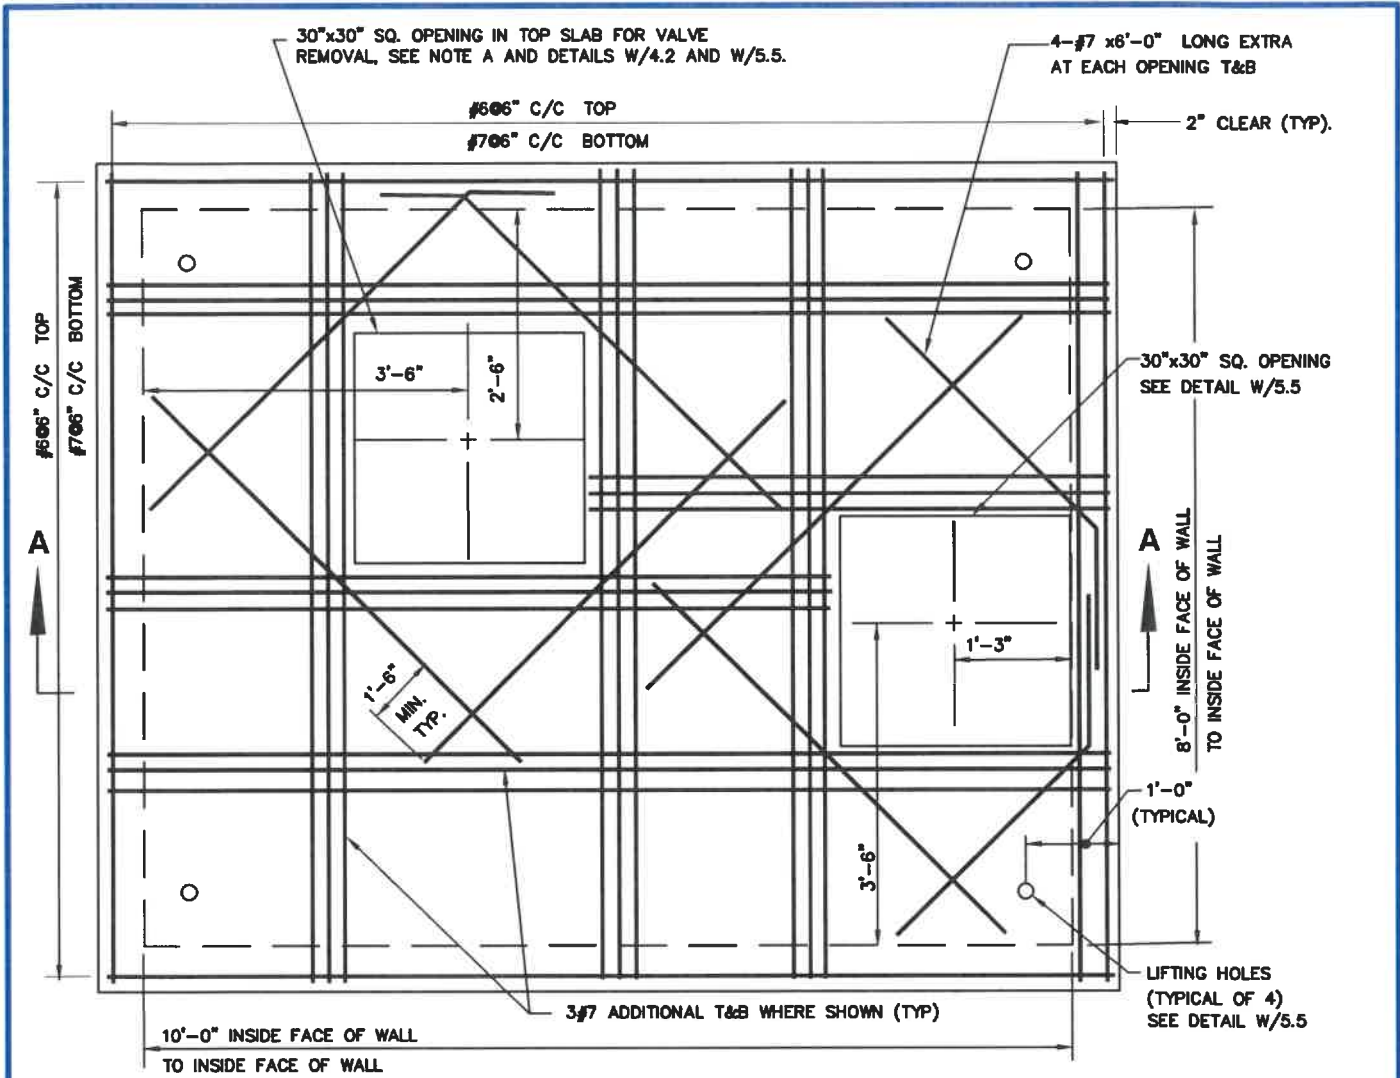 30"x30" SQ. OPENING IN TOP SLAB FOR VALVE
REMOVAL, SEE NOTE A AND DETAILS W/4.2 AND W/5.5.
4-#7 x6'-0" LONG EXTRA
AT EACH OPENING T&B
#6@6" C/C TOP
#7@6" C/C BOTTOM
2" CLEAR (TYP).
#6@6" C/C TOP
#7@6" C/C BOTTOM
3'-6"
2'-6"
30"x30" SQ. OPENING
SEE DETAIL W/5.5
A
A
8'-0" INSIDE FACE OF WALL
TO INSIDE FACE OF WALL
1'-3"
1'-6"
MIN.
TYP.
1'-0"
(TYPICAL)
3'-6"
LIFTING HOLES
(TYPICAL OF 4)
SEE DETAIL W/5.5
3#7 ADDITIONAL T&B WHERE SHOWN (TYP)
10'-0" INSIDE FACE OF WALL
TO INSIDE FACE OF WALL